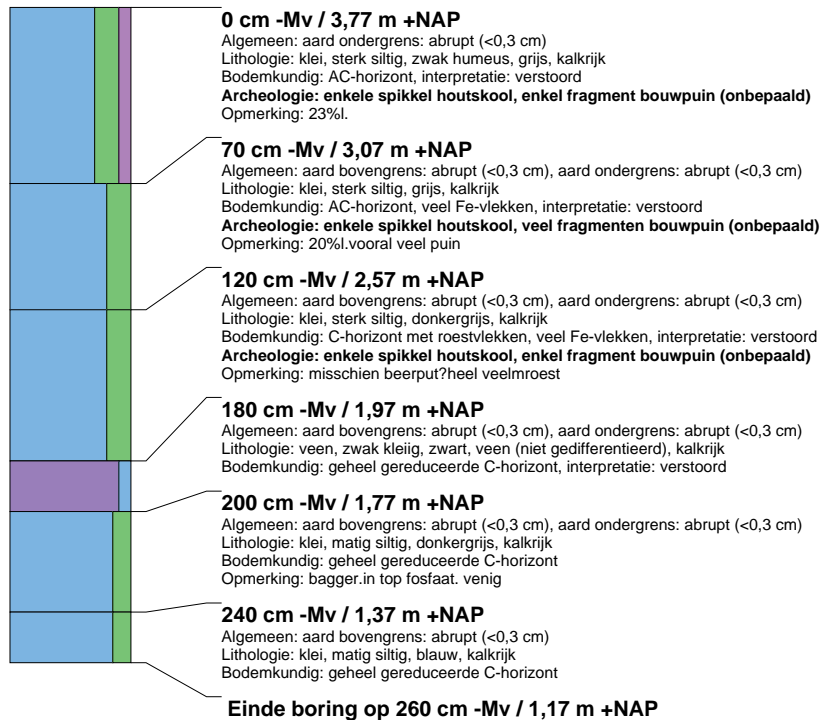 0 cm -Mv / 3,77 m +NAP
Algemeen: aard ondergrens: abrupt (<0,3 cm)
Lithologie: klei, sterk siltig, zwak humeus, grijs, kalkrijk
Bodemkundig: AC-horizont, interpretatie: verstoord
Archeologie: enkele spikkel houtskool, enkel fragment bouwpuin (onbepaald)
Opmerking: 23%l.
70 cm -Mv / 3,07 m +NAP
Algemeen: aard bovengrens: abrupt (<0,3 cm), aard ondergrens: abrupt (<0,3 cm)
Lithologie: klei, sterk siltig, grijs, kalkrijk
Bodemkundig: AC-horizont, veel Fe-vlekken, interpretatie: verstoord
Archeologie: enkele spikkel houtskool, veel fragmenten bouwpuin (onbepaald)
Opmerking: 20%l.vooral veel puin
120 cm -Mv / 2,57 m +NAP
Algemeen: aard bovengrens: abrupt (<0,3 cm), aard ondergrens: abrupt (<0,3 cm)
Lithologie: klei, sterk siltig, donkergrijs, kalkrijk
Bodemkundig: C-horizont met roestvlekken, veel Fe-vlekken, interpretatie: verstoord
Archeologie: enkele spikkel houtskool, enkel fragment bouwpuin (onbepaald)
Opmerking: misschien beerput?heel veelmroest
180 cm -Mv / 1,97 m +NAP
Algemeen: aard bovengrens: abrupt (<0,3 cm), aard ondergrens: abrupt (<0,3 cm)
Lithologie: veen, zwak kleiig, zwart, veen (niet gedifferentieerd), kalkrijk
Bodemkundig: geheel gereduceerde C-horizont, interpretatie: verstoord
200 cm -Mv / 1,77 m +NAP
Algemeen: aard bovengrens: abrupt (<0,3 cm), aard ondergrens: abrupt (<0,3 cm)
Lithologie: klei, matig siltig, donkergrijs, kalkrijk
Bodemkundig: geheel gereduceerde C-horizont
Opmerking: bagger.in top fosfaat. venig
240 cm -Mv / 1,37 m +NAP
Algemeen: aard bovengrens: abrupt (<0,3 cm)
Lithologie: klei, matig siltig, blauw, kalkrijk
Bodemkundig: geheel gereduceerde C-horizont
Einde boring op 260 cm -Mv / 1,17 m +NAP